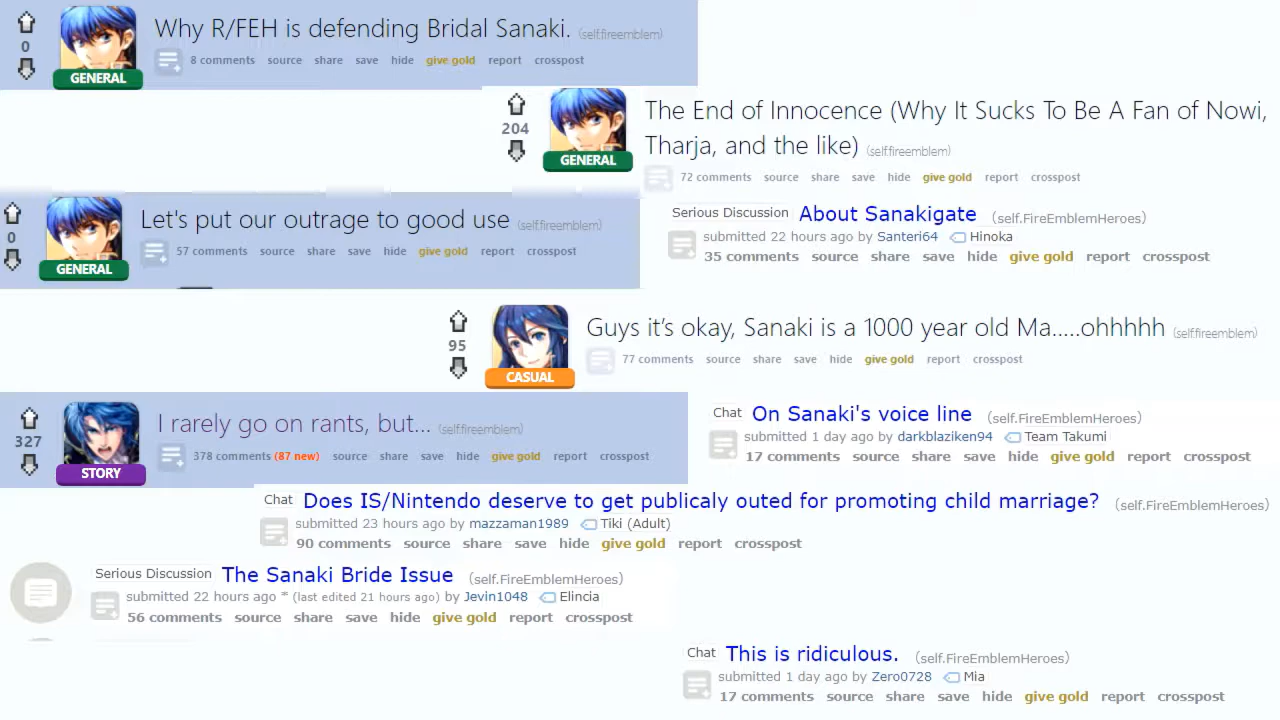 Why R/FEH is defending Bridal Sanaki. (self.fireemblem)
0
8 comments source share save hide give gold report crosspost
GENERAL
The End of Innocence (Why It Sucks To Be A Fan of Nowi,
204
Tharja, and the like) (self.fireemblem)
GENERAL
72 comments source share save hide give gold report crosspost
Let's put our outrage to good use (self.fireemblem)
0
57 comments source share save hide give gold report crosspost
GENERAL
Serious Discussion About Sanakigate (self.FireEmblemHeroes)
submitted 22 hours ago by Santeri64 Hinoka
35 comments source share save hide give gold report crosspost
Guys it’s okay, Sanaki is a 1000 year old Ma.....ohhhhh (self.fireemblem)
95
77 comments source share save hide give gold report crosspost
CASUAL
I rarely go on rants, but... (self.fireemblem)
327
378 comments (87 new) source share save hide give gold report crosspost
STORY
Chat On Sanaki's voice line (self.FireEmblemHeroes)
submitted 1 day ago by darkblaziken94 Team Takumi
17 comments source share save hide give gold report crosspost
Chat Does IS/Nintendo deserve to get publicaly outed for promoting child marriage? (self.FireEmblemHeroes)
submitted 23 hours ago by mazzaman1989 Tiki (Adult)
90 comments source share save hide give gold report crosspost
Serious Discussion The Sanaki Bride Issue (self.FireEmblemHeroes)
submitted 22 hours ago * (last edited 21 hours ago) by Jevin1048 Elincia
56 comments source share save hide give gold report crosspost
Chat This is ridiculous. (self.FireEmblemHeroes)
submitted 1 day ago by Zero0728 Mia
17 comments source share save hide give gold report crosspost